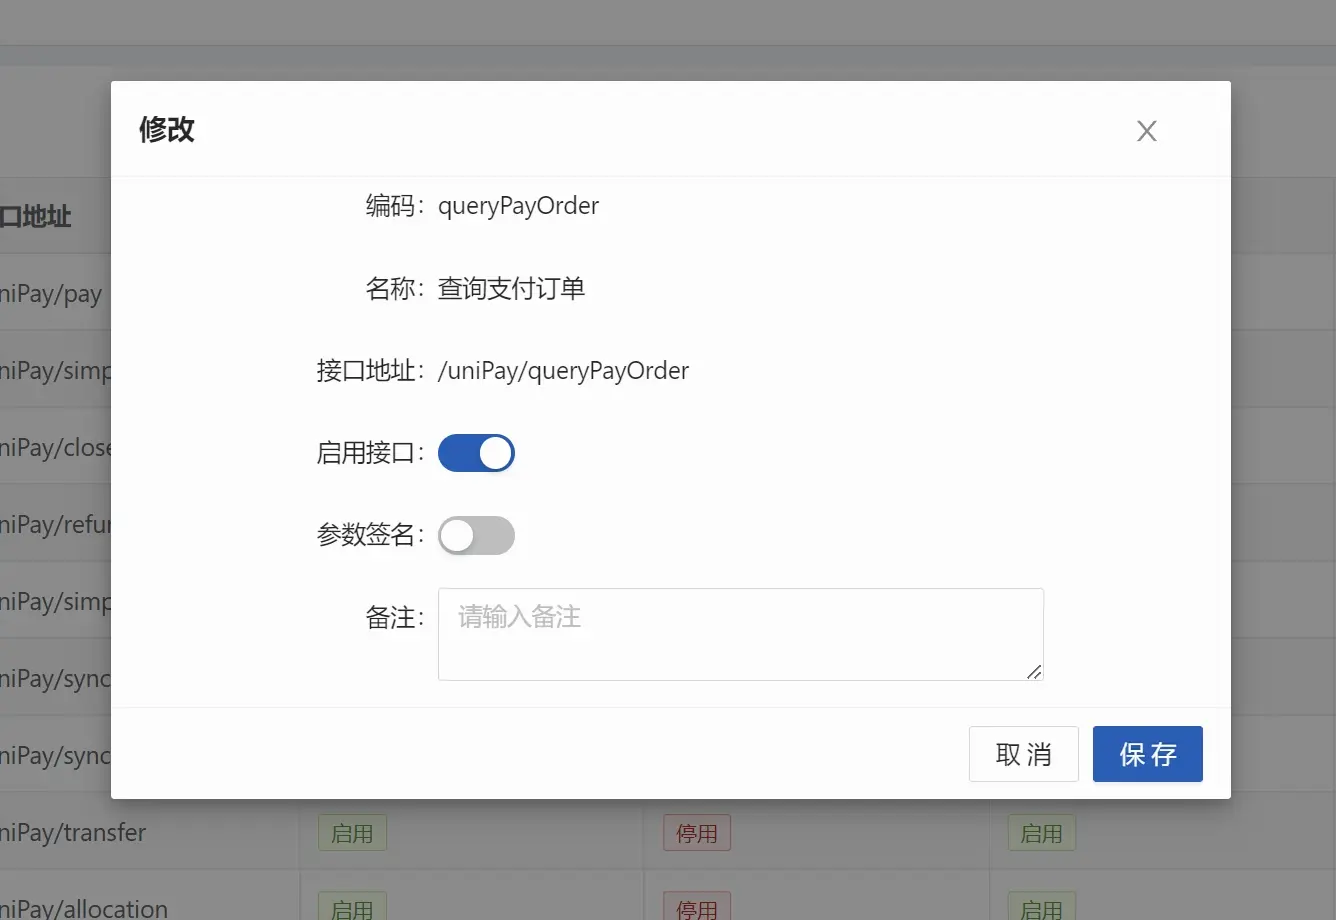 修改
编码：queryPayOrder
名称：查询支付订单
接口地址：/uniPay/queryPayOrder
启用接口：
参数签名：
备注：请输入备注
取消 保存
口地址
niPay/pay
niPay/simp
niPay/close
niPay/refun
niPay/simp
niPay/sync
niPay/sync
niPay/transfer 启用 停用 启用
niPay/allocation 启用 停用 启用